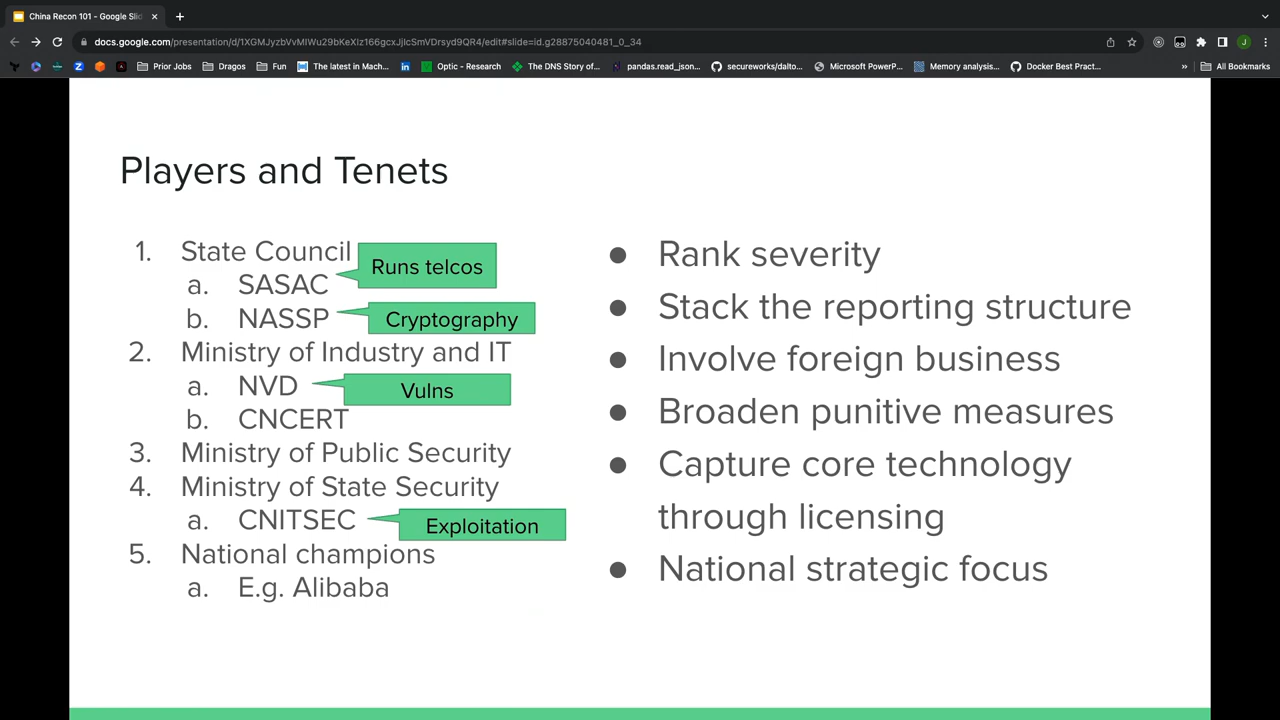 China Recon 101 - Google Slid
docs.google.com/presentation/d/1XGMJyzbVvMIWu29bKeXIz166gcxJjIcSmVDrsyd9QR4/edit#slide=id.g28875040481_0_34
J
Prior Jobs
Dragos
Fun
The latest in Mach...
in
Optic - Research
The DNS Story of...
pandas.read_json...
secureworks/dalto...
Microsoft PowerP...
Memory analysis...
Docker Best Pract...
»
All Bookmarks
Players and Tenets
1. State Council
a. SASAC
Runs telcos
b. NASSP
Cryptography
2. Ministry of Industry and IT
a. NVD
Vulns
b. CNCERT
3. Ministry of Public Security
4. Ministry of State Security
a. CNITSEC
Exploitation
5. National champions
a. E.g. Alibaba
● Rank severity
● Stack the reporting structure
● Involve foreign business
● Broaden punitive measures
● Capture core technology
through licensing
● National strategic focus